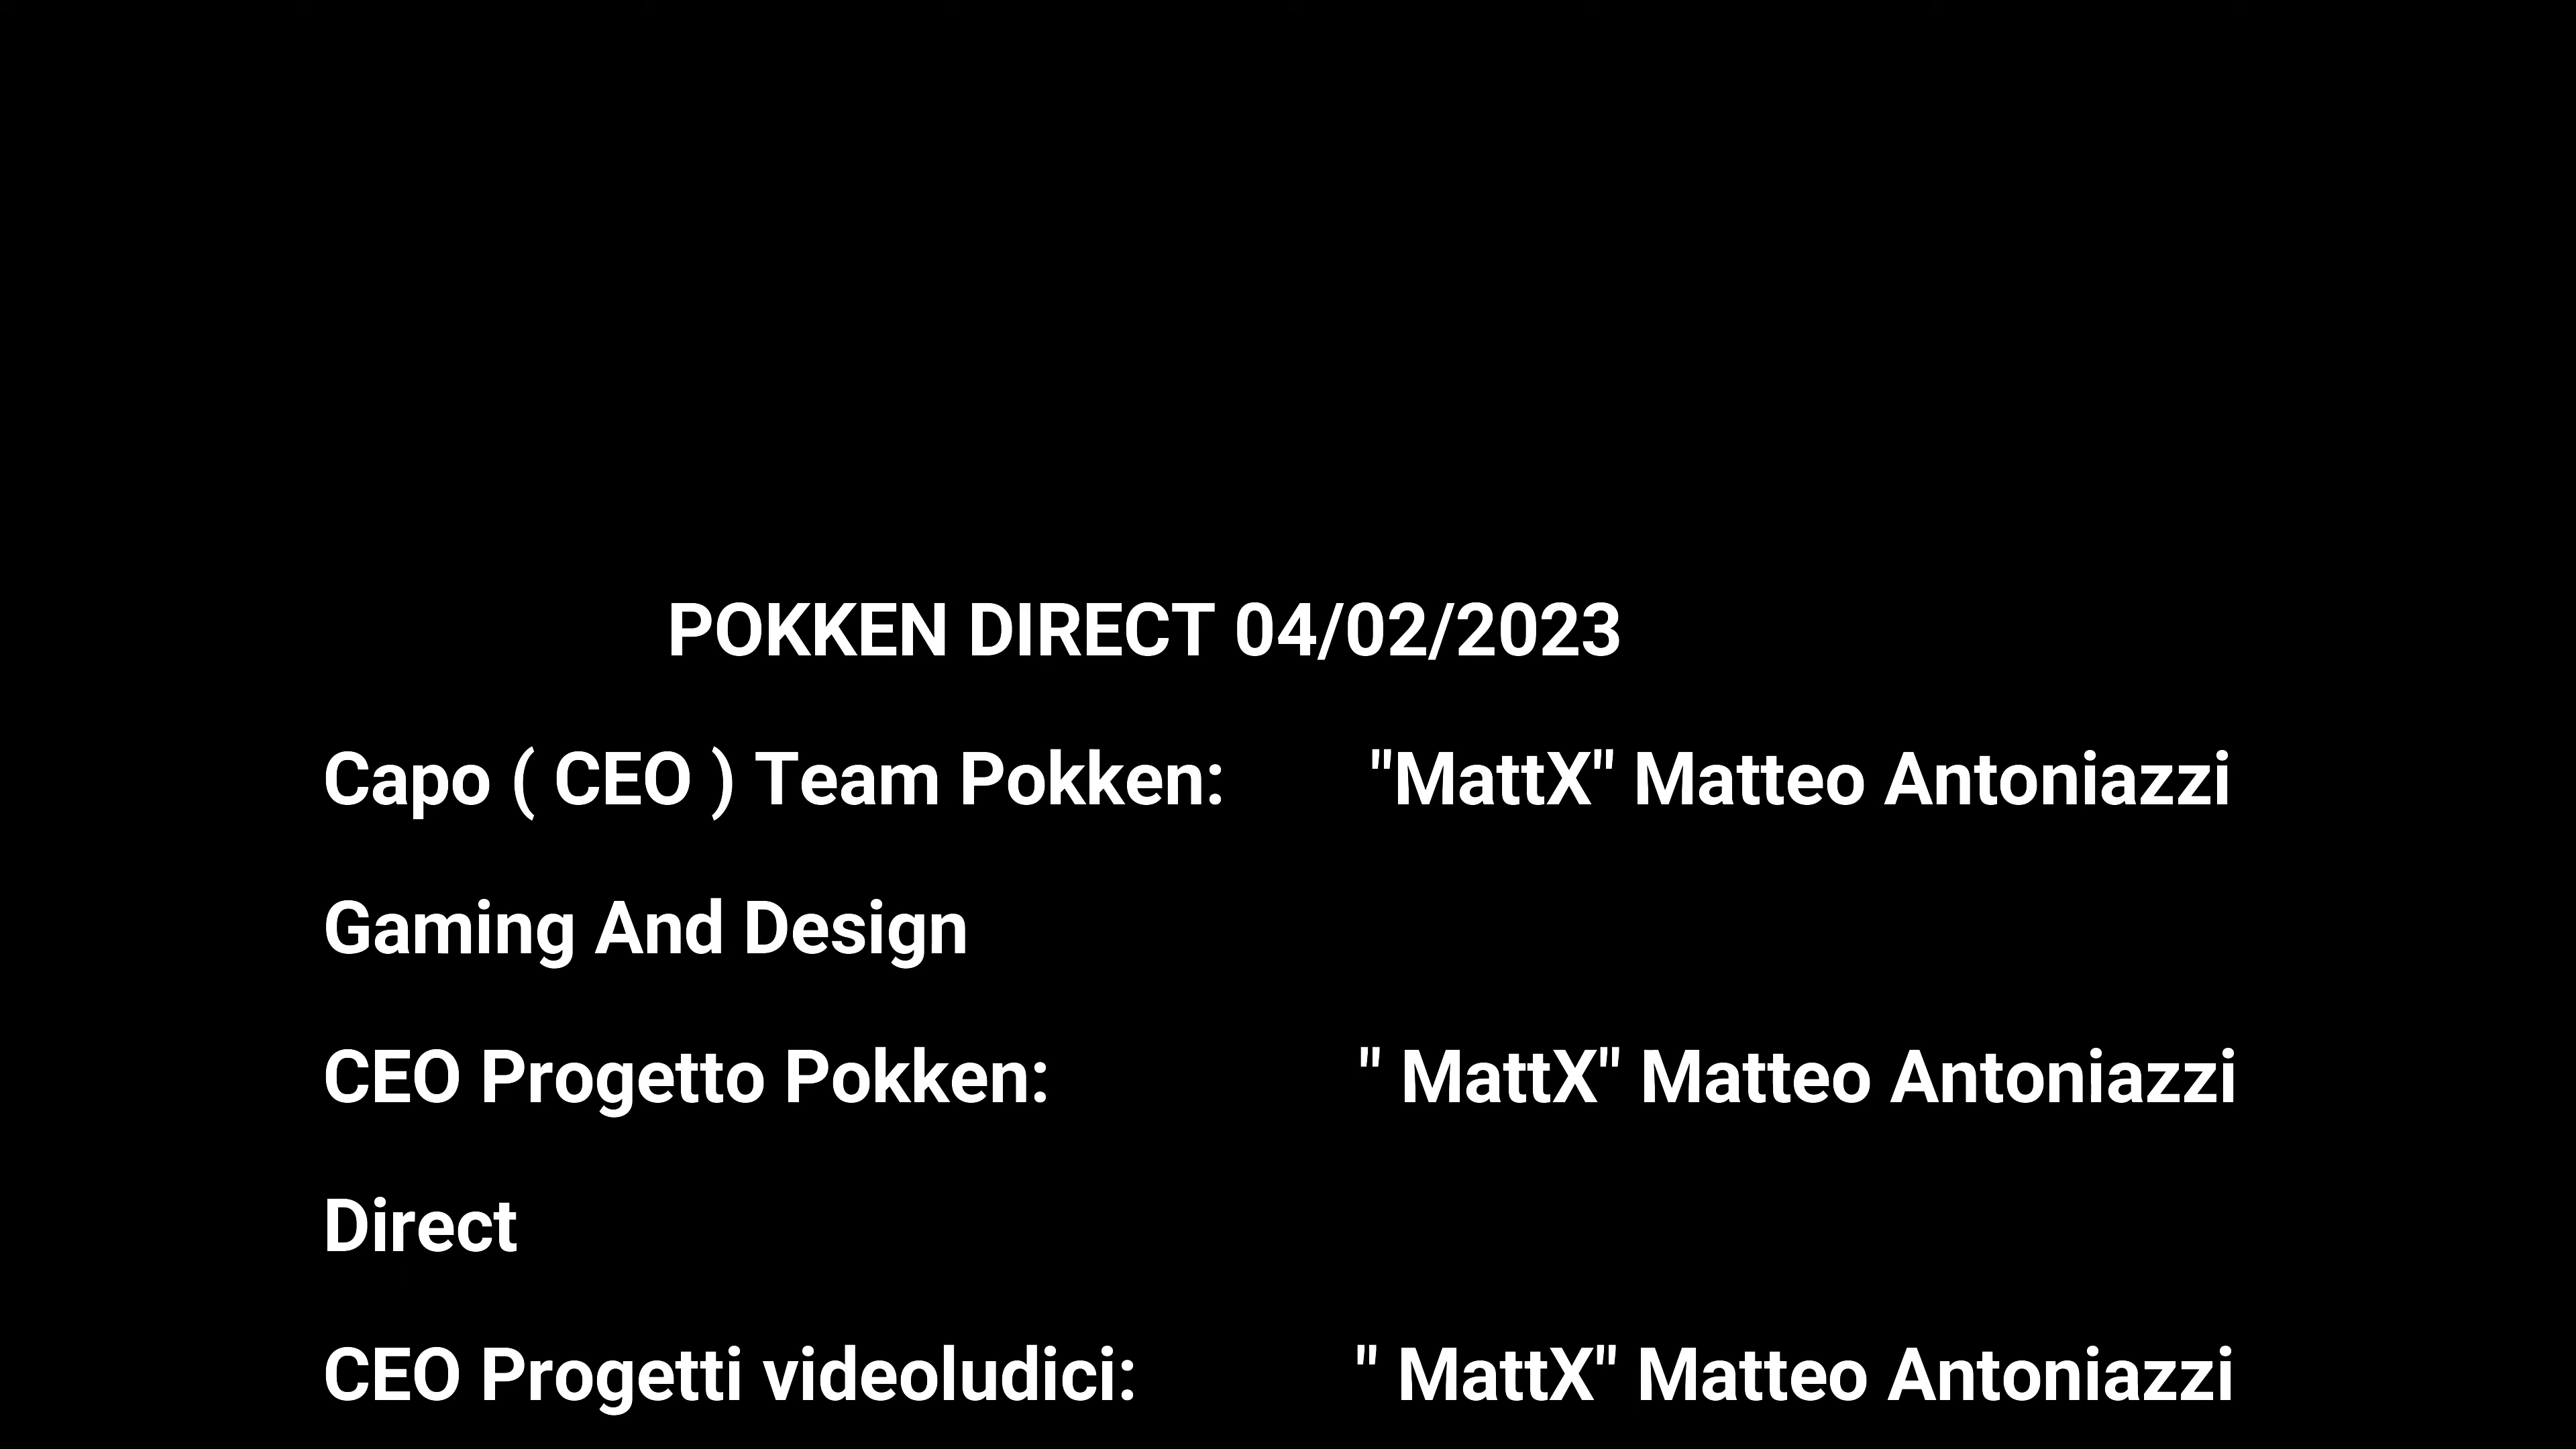 POKKEN DIRECT 04/02/2023
Capo ( CEO ) Team Pokken: "MattX" Matteo Antoniazzi
Gaming And Design
CEO Progetto Pokken: " MattX" Matteo Antoniazzi
Direct
CEO Progetti videoludici: " MattX" Matteo Antoniazzi